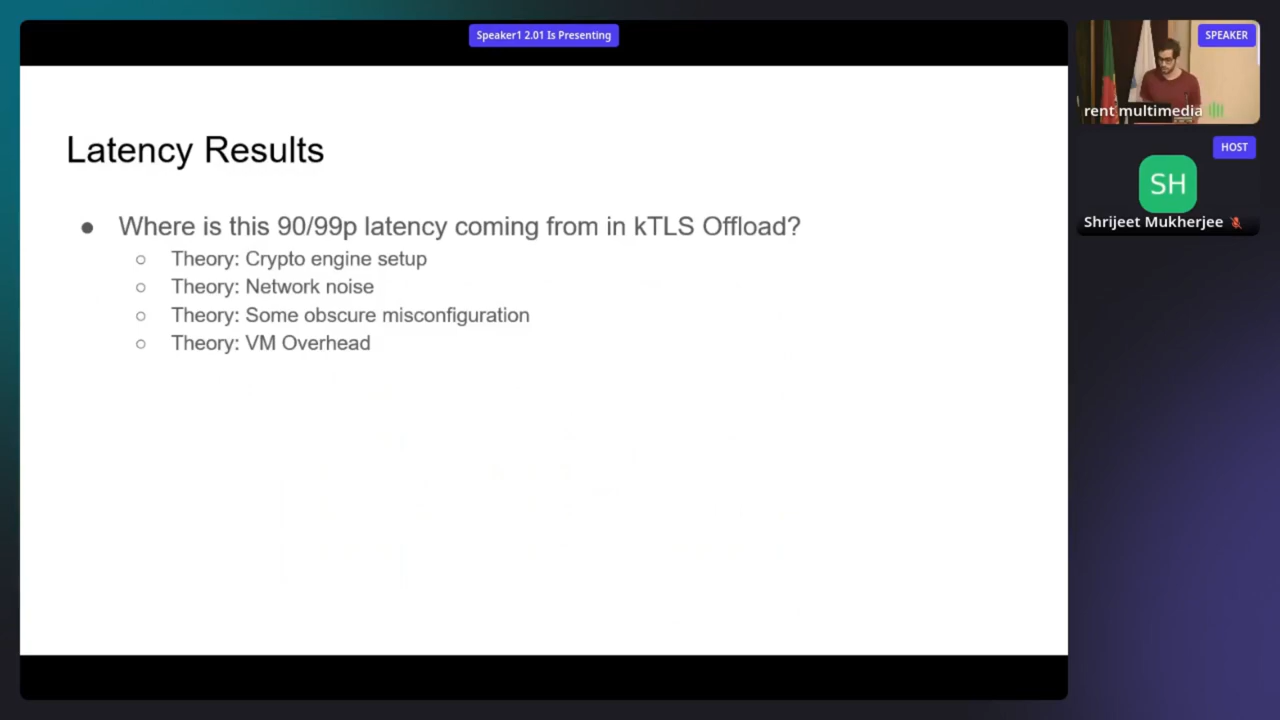 Speaker1 2.01 Is Presenting
SPEAKER
rent multimedia
HOST
SH
Shrijeet Mukherjee
Latency Results
● Where is this 90/99p latency coming from in kTLS Offload?
○ Theory: Crypto engine setup
○ Theory: Network noise
○ Theory: Some obscure misconfiguration
○ Theory: VM Overhead